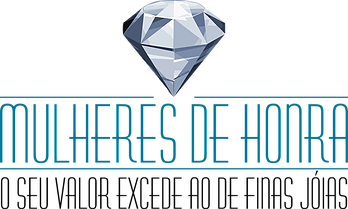 MULHERES DE HONRA
O SEU VALOR EXCEDE AO DE FINAS JÓIAS